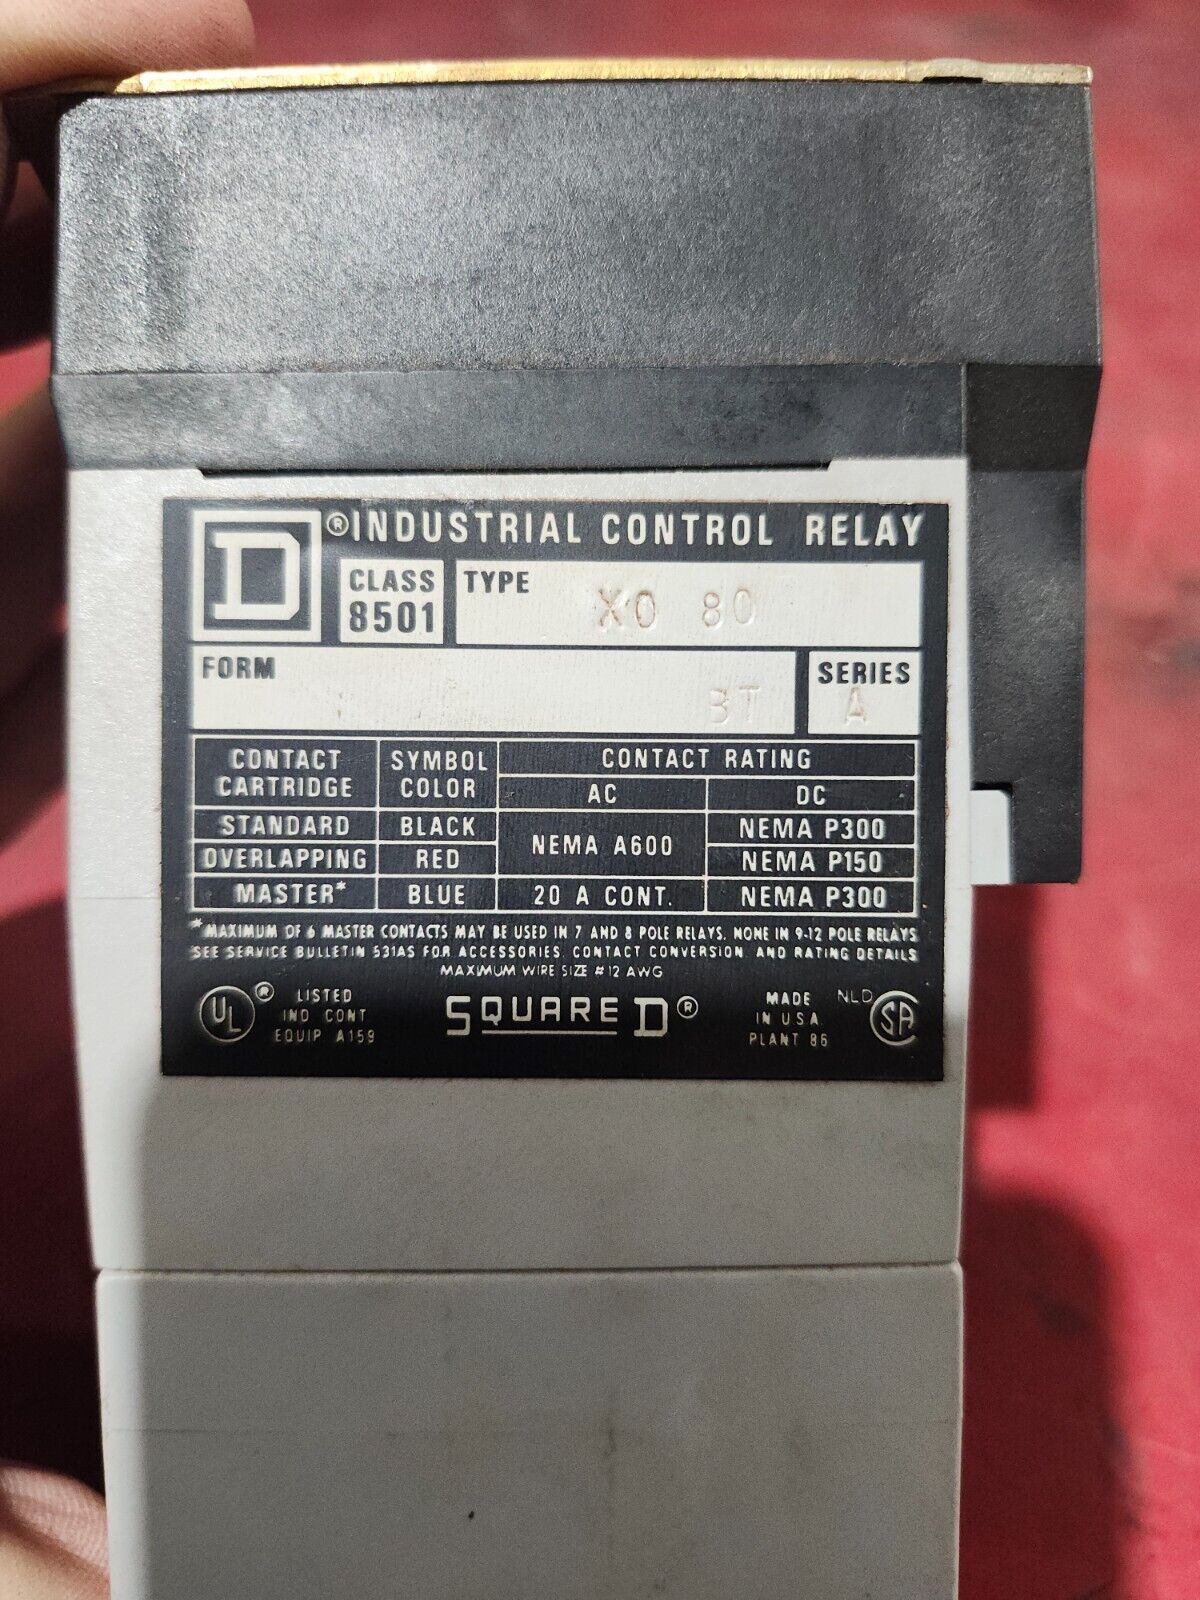 D ® INDUSTRIAL CONTROL RELAY
CLASS 8501 TYPE XO 80
FORM BT SERIES A
CONTACT CARTRIDGE SYMBOL COLOR CONTACT RATING
AC DC
STANDARD BLACK NEMA A600 NEMA P300
OVERLAPPING RED NEMA P150
MASTER* BLUE 20 A CONT. NEMA P300
*MAXIMUM OF 6 MASTER CONTACTS MAY BE USED IN 7 AND 8 POLE RELAYS. NONE IN 9-12 POLE RELAYS
SEE SERVICE BULLETIN 531AS FOR ACCESSORIES, CONTACT CONVERSION, AND RATING DETAILS
MAXIMUM WIRE SIZE #12 AWG
UL ® LISTED
IND CONT
EQUIP A159
SQUARE D ®
MADE
IN U.S.A.
PLANT 86
NLD SA